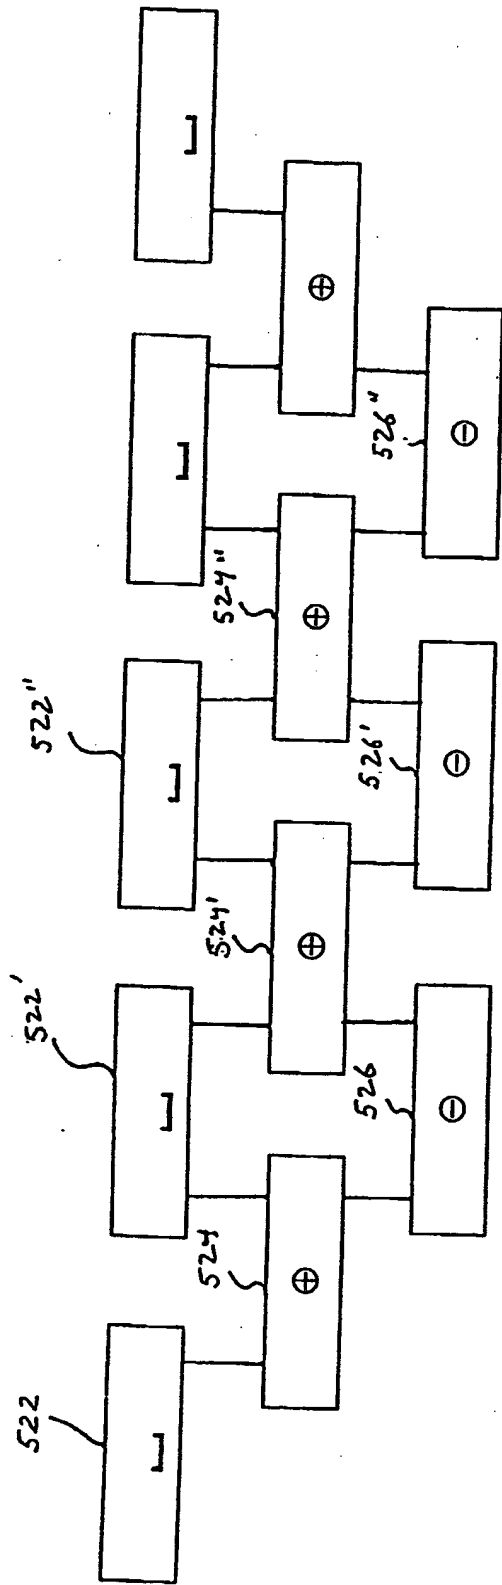 522 522' 522"
⎵ ⎵ ⎵ ⎵ ⎵
524 524' 524"
⊕ ⊕ ⊕ ⊕
526 526' 526"
⊖ ⊖ ⊖